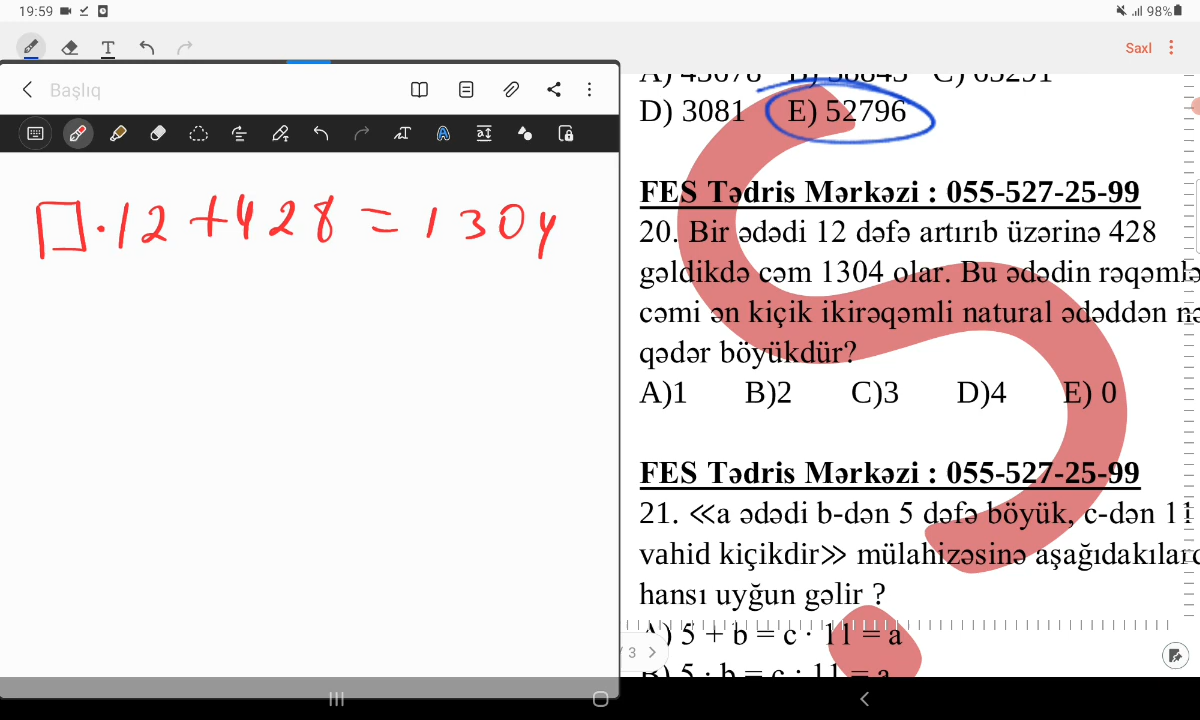 19:59
98%
Saxl
Başlıq
□·12+428=1304
D) 3081 E) 52796
FES Tədris Mərkəzi : 055-527-25-99
20. Bir ədədi 12 dəfə artırıb üzərinə 428
gəldikdə cəm 1304 olar. Bu ədədin rəqəmlə
cəmi ən kiçik ikirəqəmli natural ədəddən nə
qədər böyükdür?
A)1 B)2 C)3 D)4 E) 0
FES Tədris Mərkəzi : 055-527-25-99
21. ≪a ədədi b-dən 5 dəfə böyük, c-dən 11
vahid kiçikdir≫ mülahizəsinə aşağıdakılard
hansı uyğun gəlir ?
A) 5 + b = c · 11 = a
/ 3